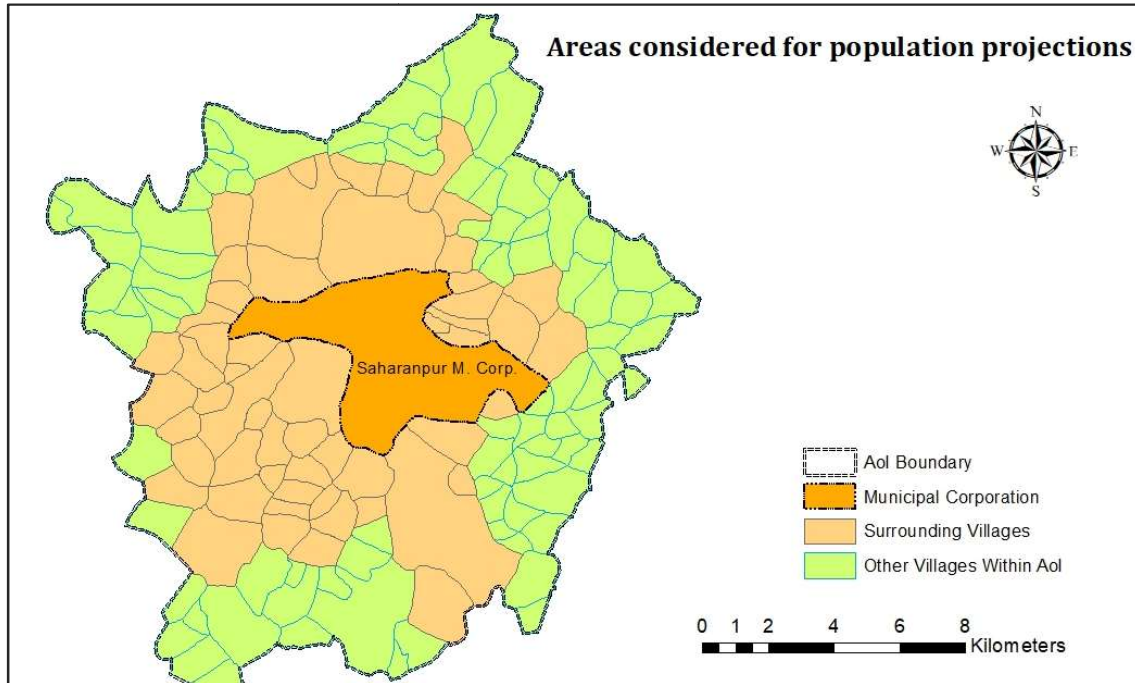 Areas considered for population projections
N
W E
S
Saharanpur M. Corp.
AoI Boundary
Municipal Corporation
Surrounding Villages
Other Villages Within AoI
0 1 2 4 6 8
Kilometers